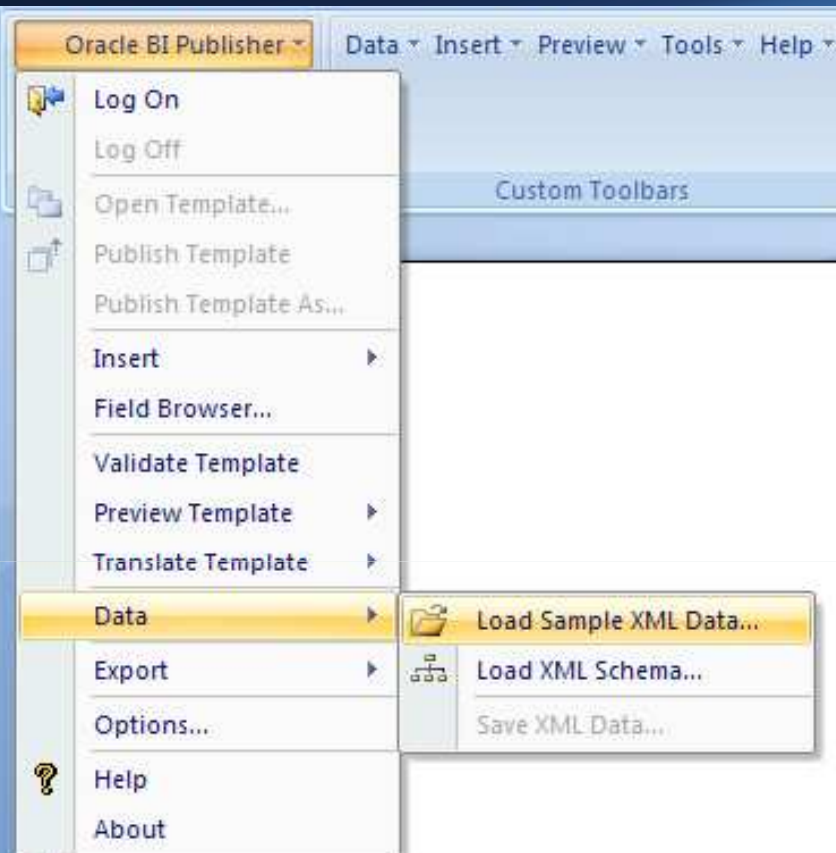 Oracle BI Publisher Data Insert Preview Tools Help
Log On
Log Off
Custom Toolbars
Open Template...
Publish Template
Publish Template As...
Insert
Field Browser...
Validate Template
Preview Template
Translate Template
Data
Load Sample XML Data...
Export
Load XML Schema...
Options...
Save XML Data...
Help
About